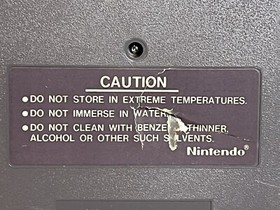 CAUTION
●DO NOT STORE IN EXTREME TEMPERATURES.
●DO NOT IMMERSE IN WATER
●DO NOT CLEAN WITH BENZE THINNER,
ALCOHOL OR OTHER SUCH SOLVENTS.
Nintendo®